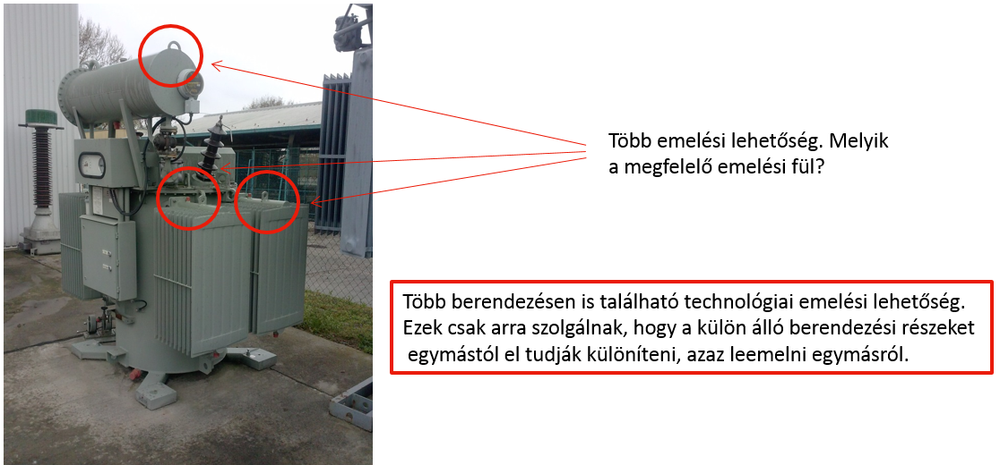 Több emelési lehetőség. Melyik
a megfelelő emelési fül?
Több berendezésen is található technológiai emelési lehetőség.
Ezek csak arra szolgálnak, hogy a külön álló berendezési részeket
egymástól el tudják különíteni, azaz leemelni egymásról.